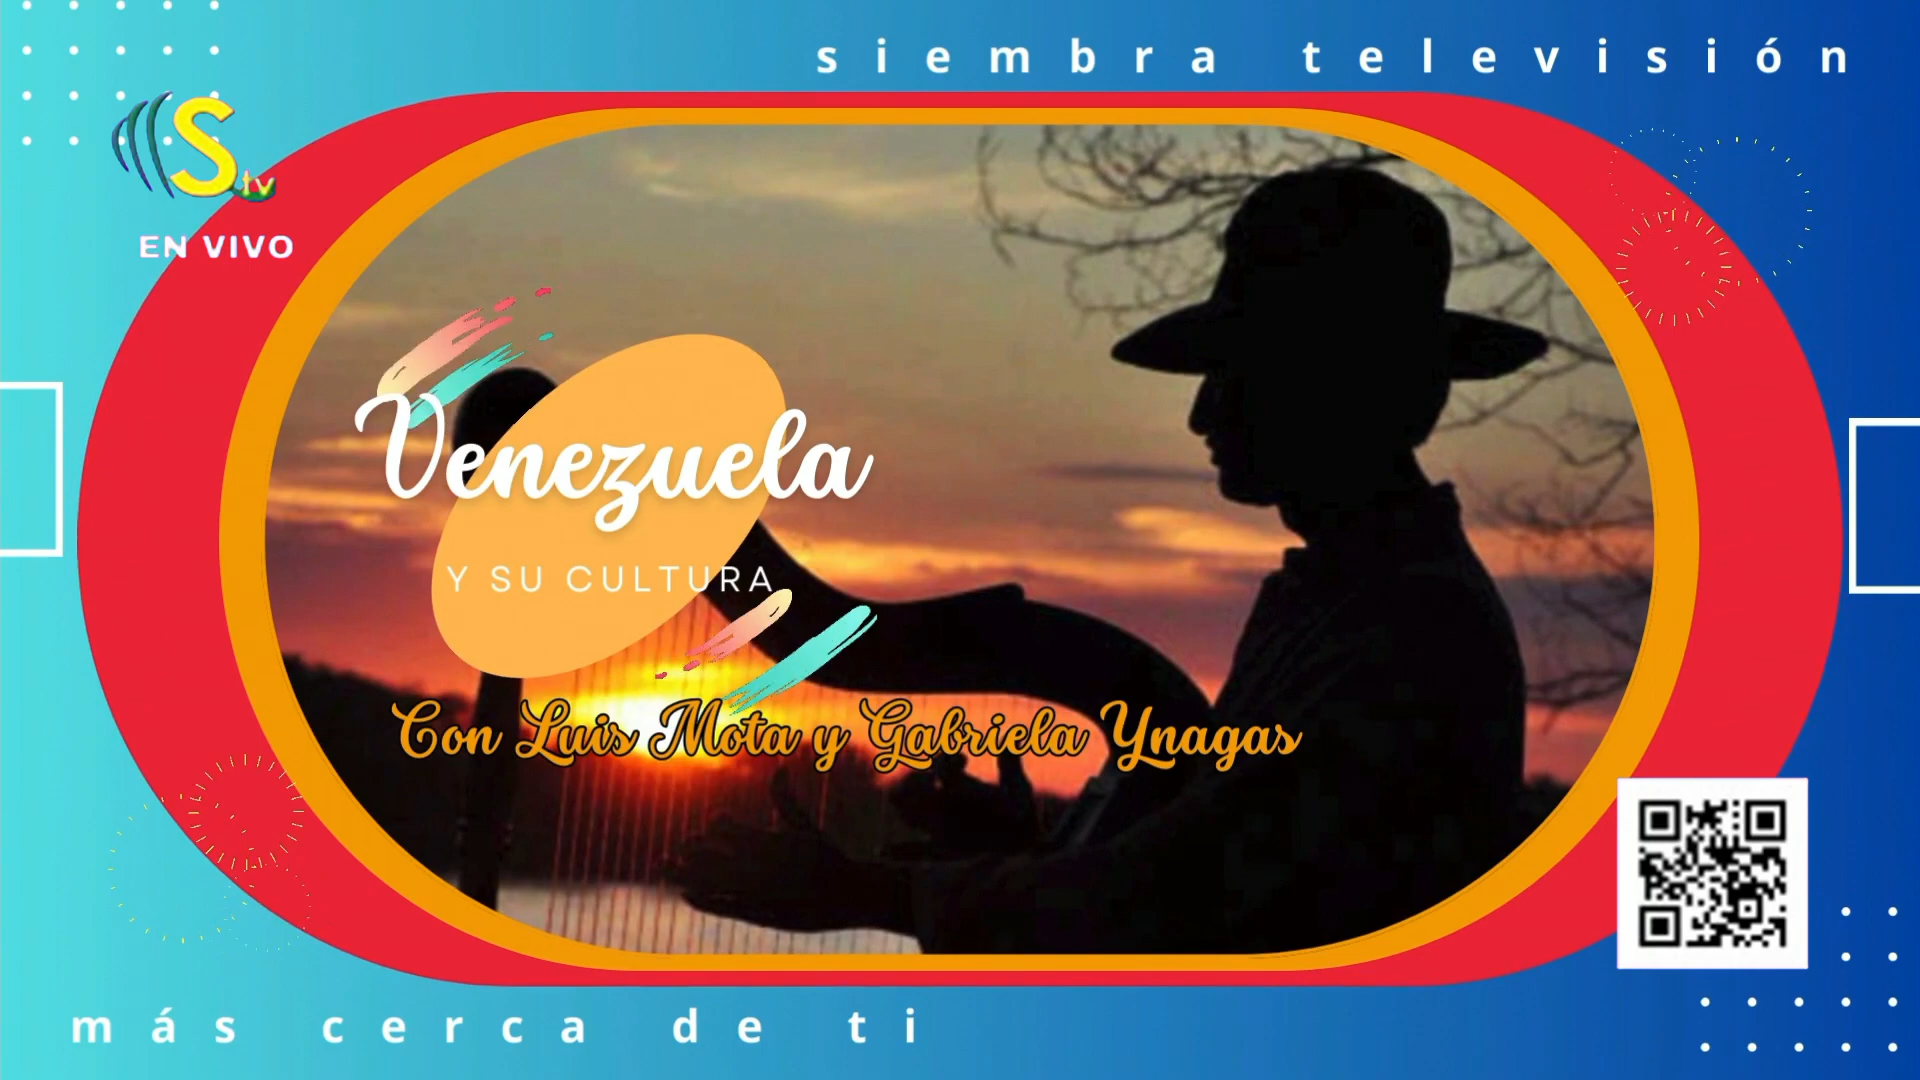 siembra televisión
S
tv
EN VIVO
Venezuela
Y SU CULTURA
Con Luis Mota y Gabriela Ynagas
más cerca de ti